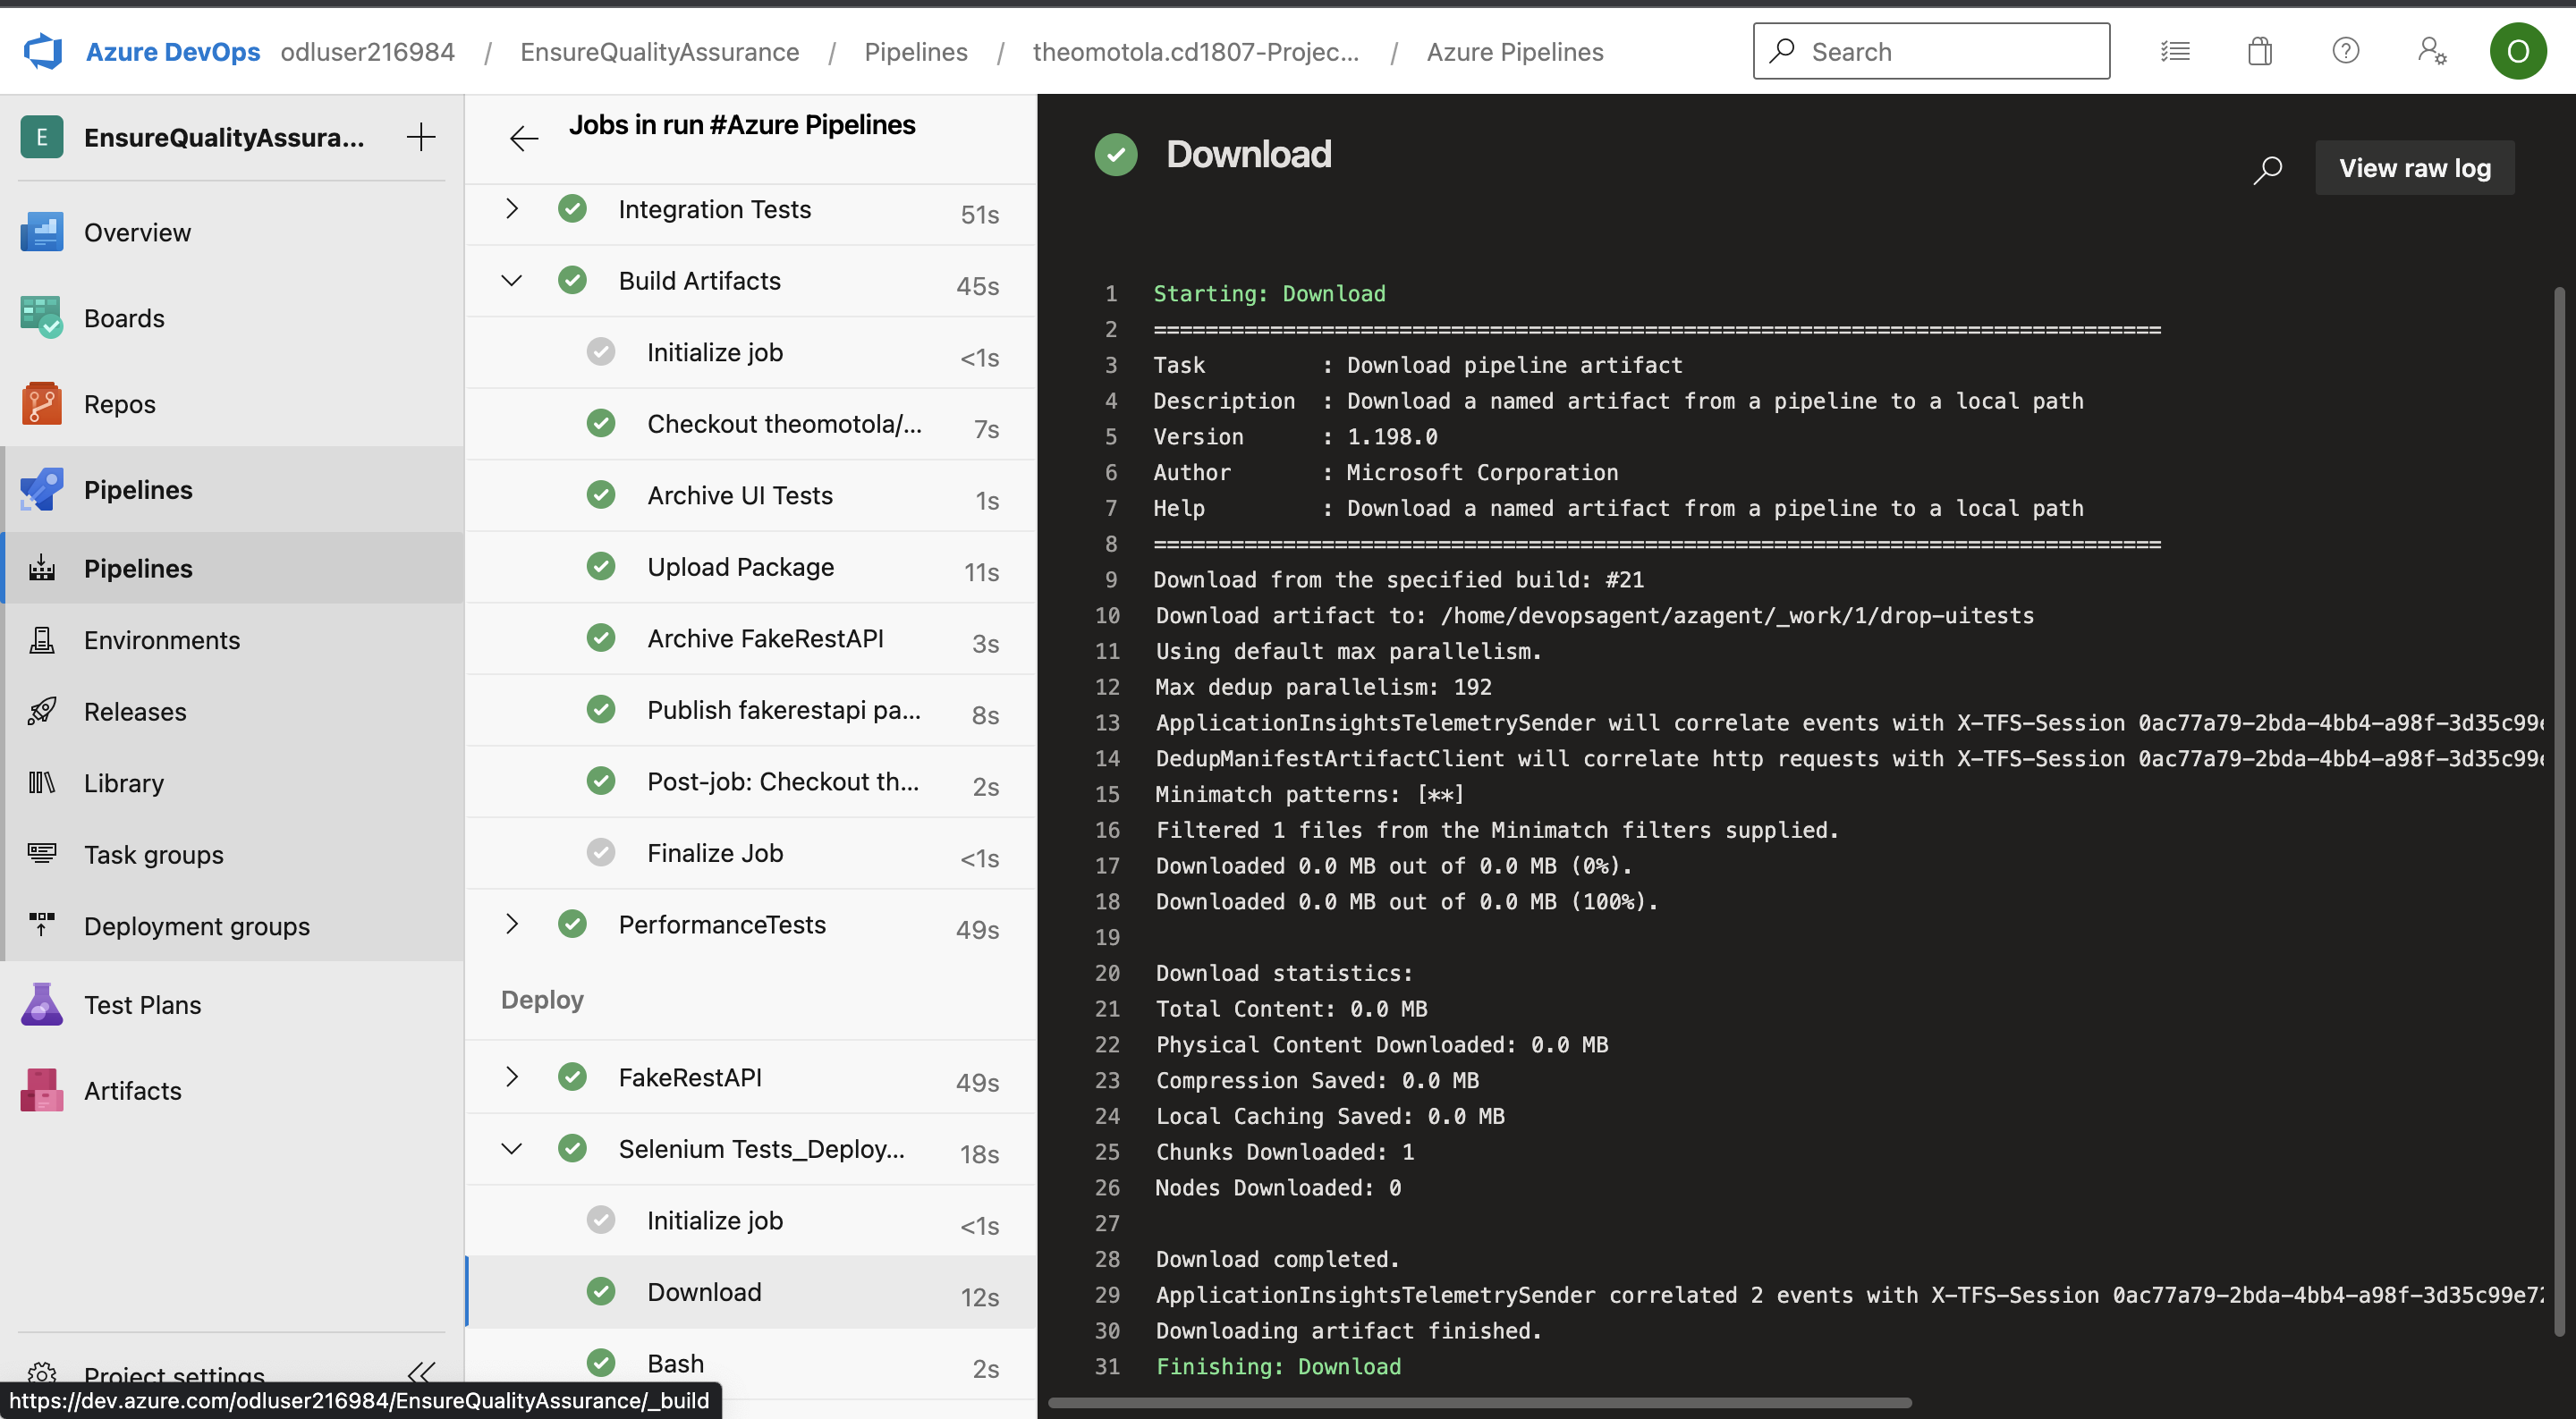 Azure DevOps odluser216984 / EnsureQualityAssurance / Pipelines / theomotola.cd1807-Projec... / Azure Pipelines
Search
O
E EnsureQualityAssura...
Overview
Boards
Repos
Pipelines
Pipelines
Environments
Releases
Library
Task groups
Deployment groups
Test Plans
Artifacts
Project settings
https://dev.azure.com/odluser216984/EnsureQualityAssurance/_build
Jobs in run #Azure Pipelines
Integration Tests 51s
Build Artifacts 45s
Initialize job <1s
Checkout theomotola/... 7s
Archive UI Tests 1s
Upload Package 11s
Archive FakeRestAPI 3s
Publish fakerestapi pa... 8s
Post-job: Checkout th... 2s
Finalize Job <1s
PerformanceTests 49s
Deploy
FakeRestAPI 49s
Selenium Tests_Deploy... 18s
Initialize job <1s
Download 12s
Bash 2s
Download
View raw log
1 Starting: Download
2 ==============================================================================
3 Task : Download pipeline artifact
4 Description : Download a named artifact from a pipeline to a local path
5 Version : 1.198.0
6 Author : Microsoft Corporation
7 Help : Download a named artifact from a pipeline to a local path
8 ==============================================================================
9 Download from the specified build: #21
10 Download artifact to: /home/devopsagent/azagent/_work/1/drop-uitests
11 Using default max parallelism.
12 Max dedup parallelism: 192
13 ApplicationInsightsTelemetrySender will correlate events with X-TFS-Session 0ac77a79-2bda-4bb4-a98f-3d35c99e
14 DedupManifestArtifactClient will correlate http requests with X-TFS-Session 0ac77a79-2bda-4bb4-a98f-3d35c99e
15 Minimatch patterns: [**]
16 Filtered 1 files from the Minimatch filters supplied.
17 Downloaded 0.0 MB out of 0.0 MB (0%).
18 Downloaded 0.0 MB out of 0.0 MB (100%).
19
20 Download statistics:
21 Total Content: 0.0 MB
22 Physical Content Downloaded: 0.0 MB
23 Compression Saved: 0.0 MB
24 Local Caching Saved: 0.0 MB
25 Chunks Downloaded: 1
26 Nodes Downloaded: 0
27
28 Download completed.
29 ApplicationInsightsTelemetrySender correlated 2 events with X-TFS-Session 0ac77a79-2bda-4bb4-a98f-3d35c99e72
30 Downloading artifact finished.
31 Finishing: Download